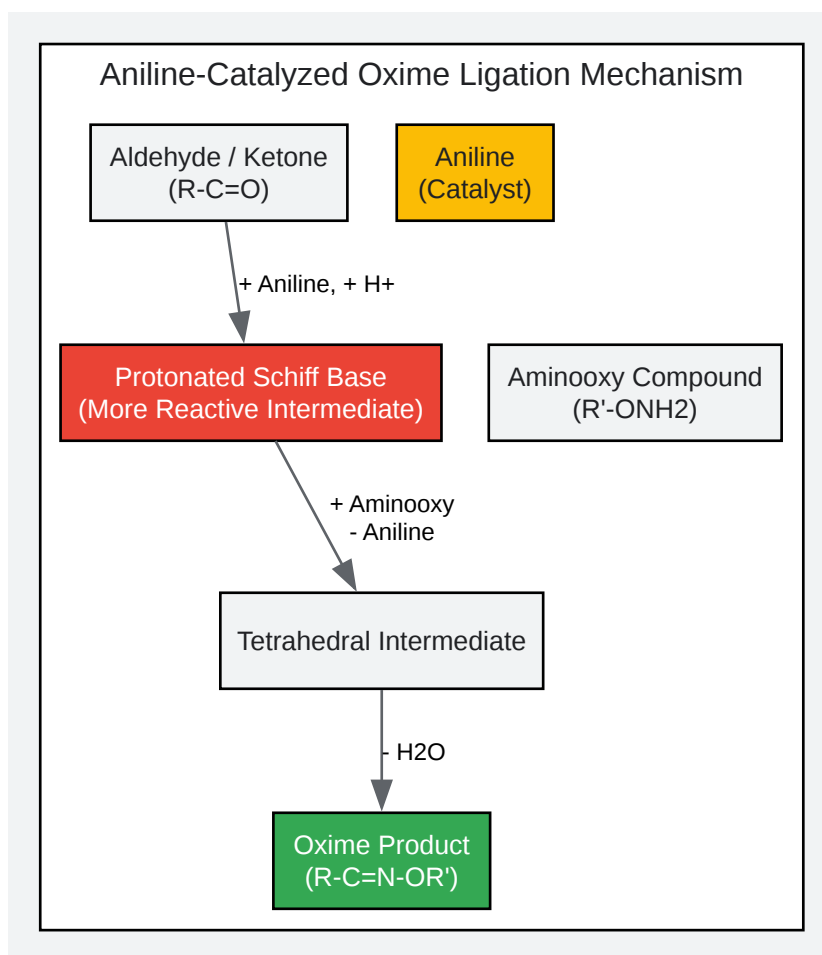 Aniline-Catalyzed Oxime Ligation Mechanism
Aldehyde / Ketone
(R-C=O)
Aniline
(Catalyst)
+ Aniline, + H+
Protonated Schiff Base
(More Reactive Intermediate)
Aminooxy Compound
(R'-ONH2)
+ Aminooxy
- Aniline
Tetrahedral Intermediate
- H2O
Oxime Product
(R-C=N-OR')